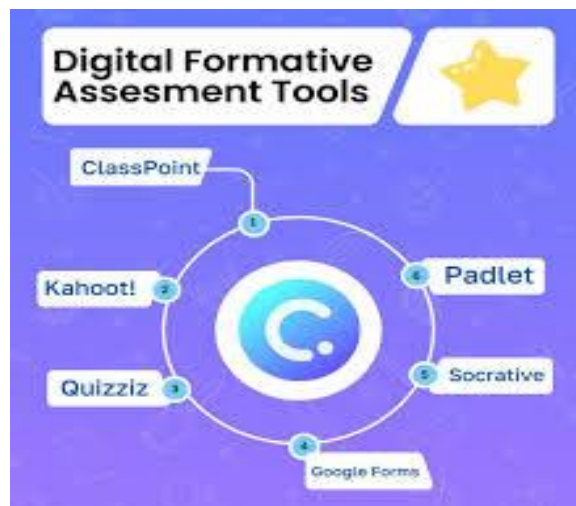 Digital Formative
Assesment Tools
ClassPoint
1
Kahoot!
2
Quizziz
3
4
Google Forms
5
Socrative
6
Padlet
C.